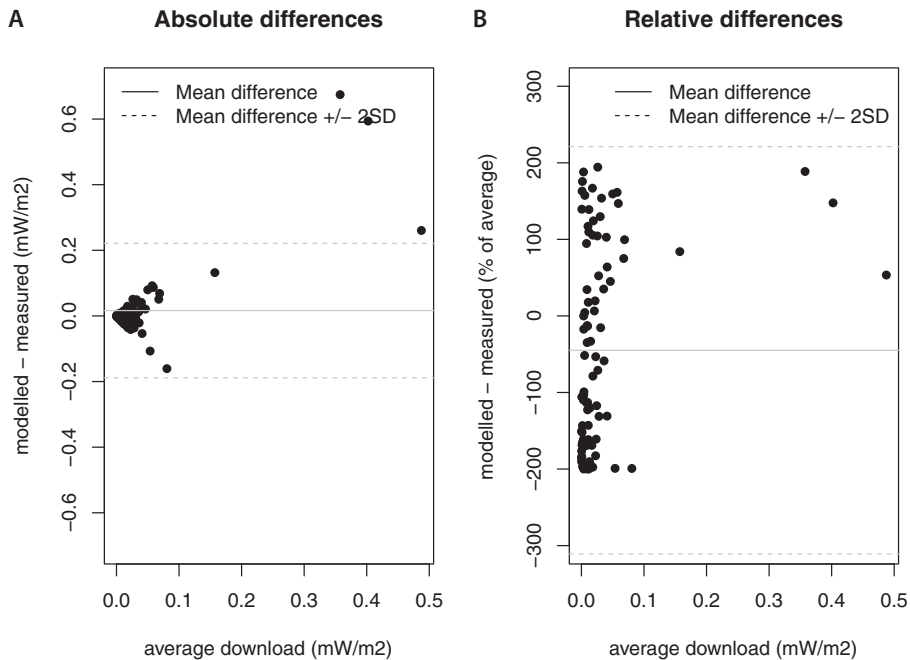 A
Absolute differences
modelled − measured (mW/m2)
0.6
0.4
0.2
0.0
−0.2
−0.4
−0.6
Mean difference
Mean difference +/− 2SD
0.0 0.1 0.2 0.3 0.4 0.5
average download (mW/m2)
B
Relative differences
modelled − measured (% of average)
300
200
100
0
−100
−200
−300
Mean difference
Mean difference +/− 2SD
0.0 0.1 0.2 0.3 0.4 0.5
average download (mW/m2)